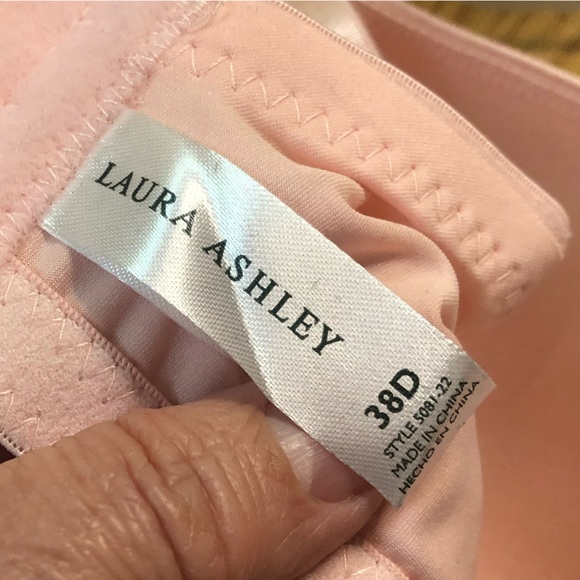 LAURA ASHLEY
38D
STYLE 5081-22
MADE IN CHINA
HECHO EN CHINA